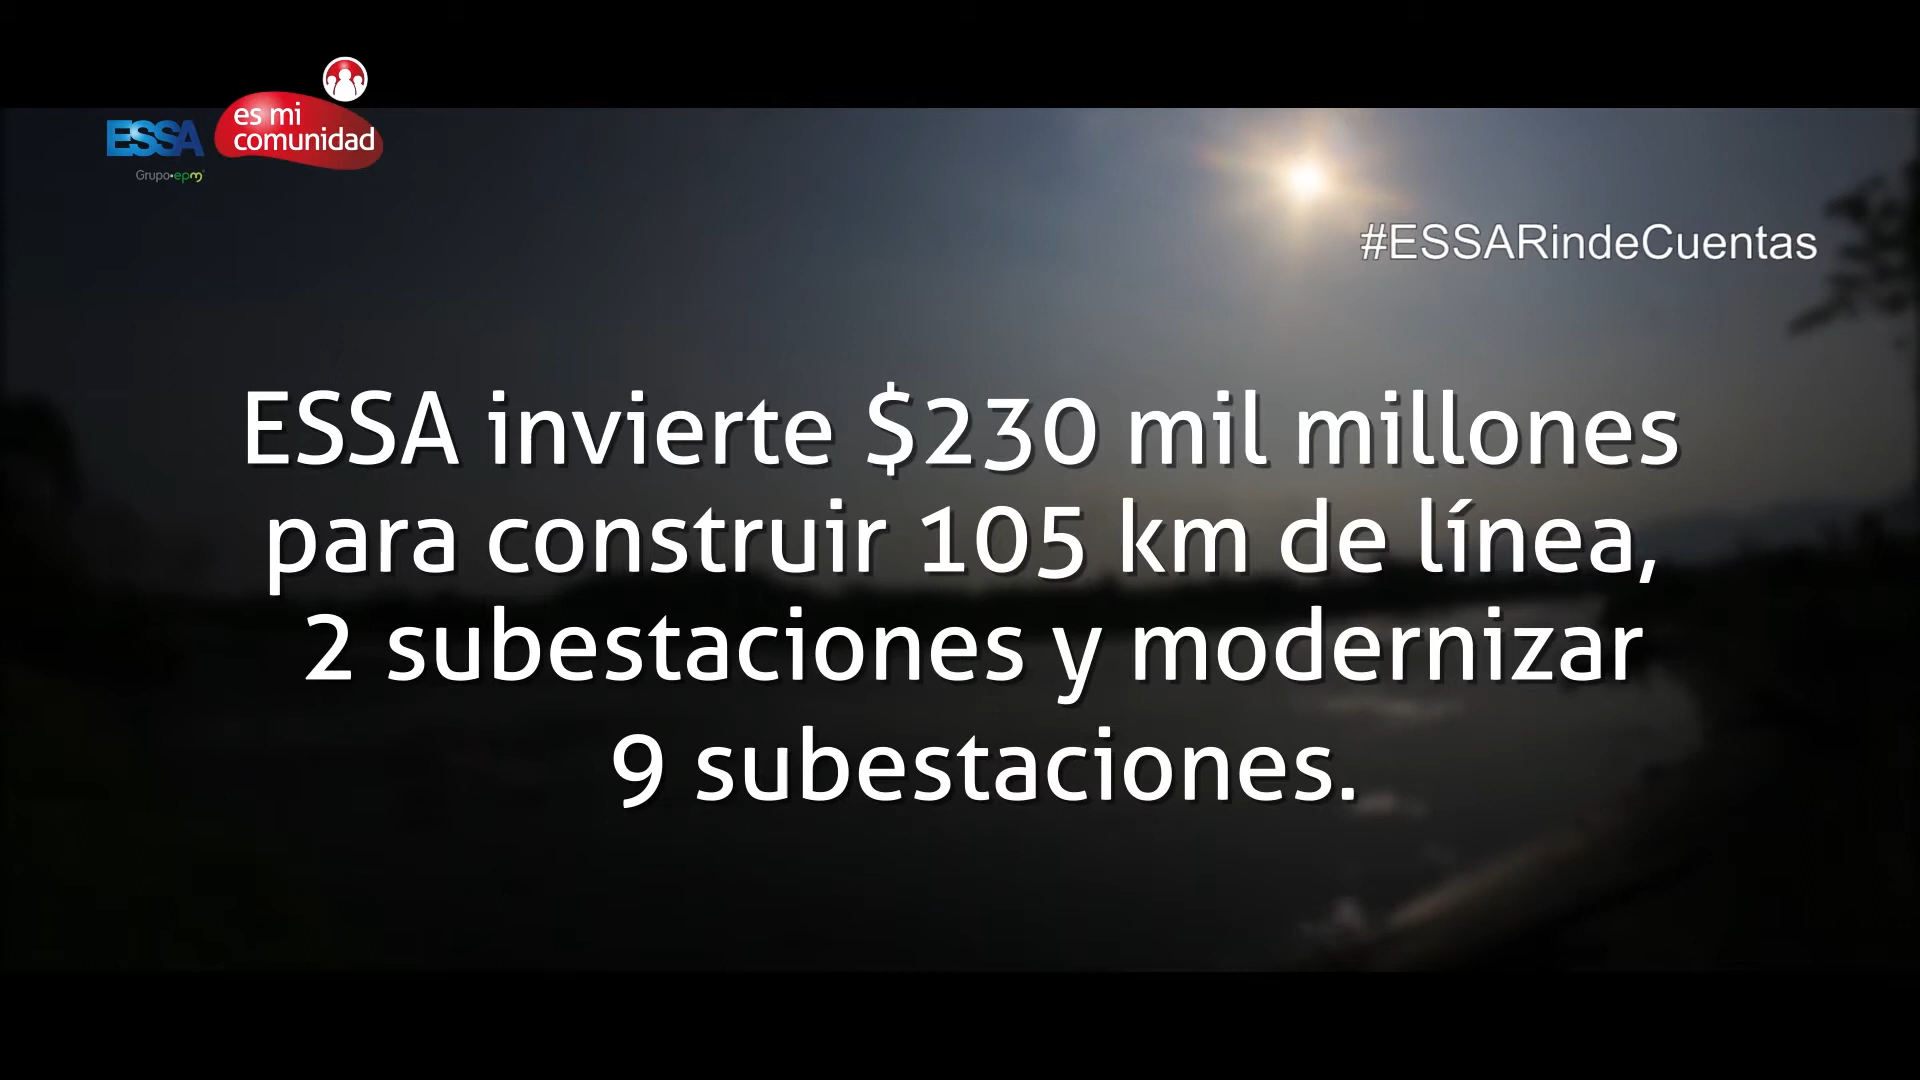 es mi
comunidad
ESSA
Grupo·epm
#ESSARindeCuentas
ESSA invierte $230 mil millones
para construir 105 km de línea,
2 subestaciones y modernizar
9 subestaciones.